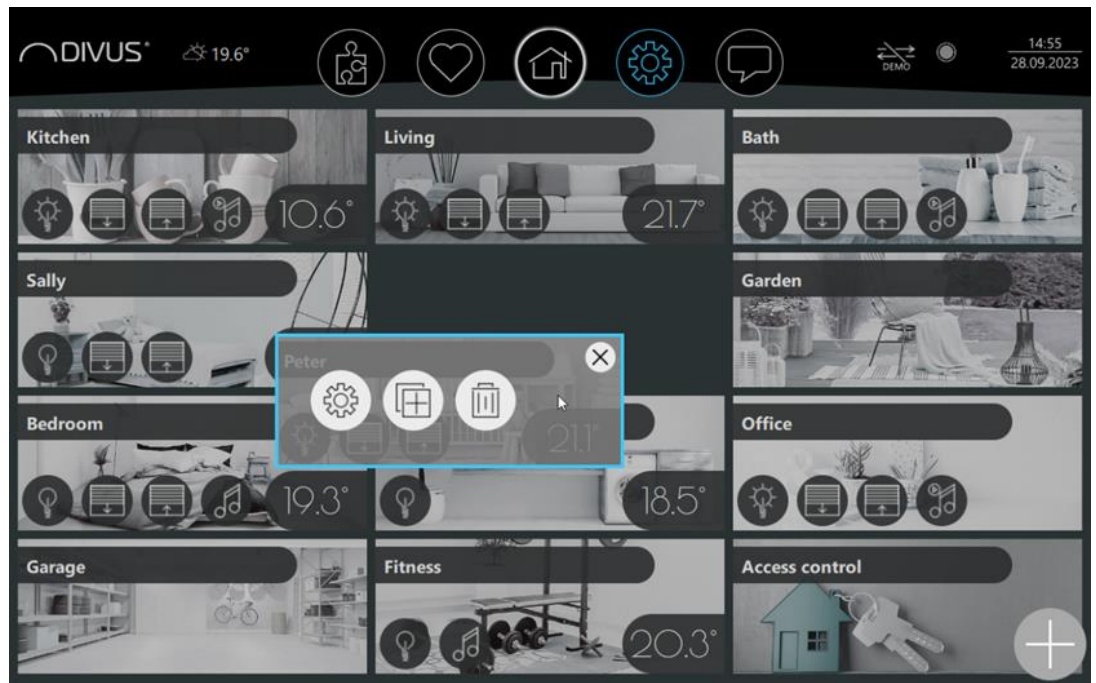 DIVUS
19.6°
DEMO
14:55
28.09.2023
Kitchen
10.6°
Living
21.7°
Bath
Sally
Garden
Peter
21.1°
Bedroom
19.3°
18.5°
Office
Garage
Fitness
20.3°
Access control